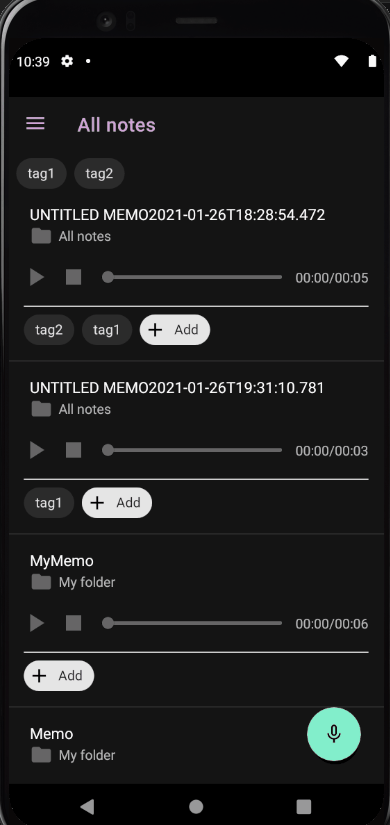 10:39
All notes
tag1 tag2
UNTITLED MEMO2021-01-26T18:28:54.472
All notes
00:00/00:05
tag2 tag1 + Add
UNTITLED MEMO2021-01-26T19:31:10.781
All notes
00:00/00:03
tag1 + Add
MyMemo
My folder
00:00/00:06
+ Add
Memo
My folder